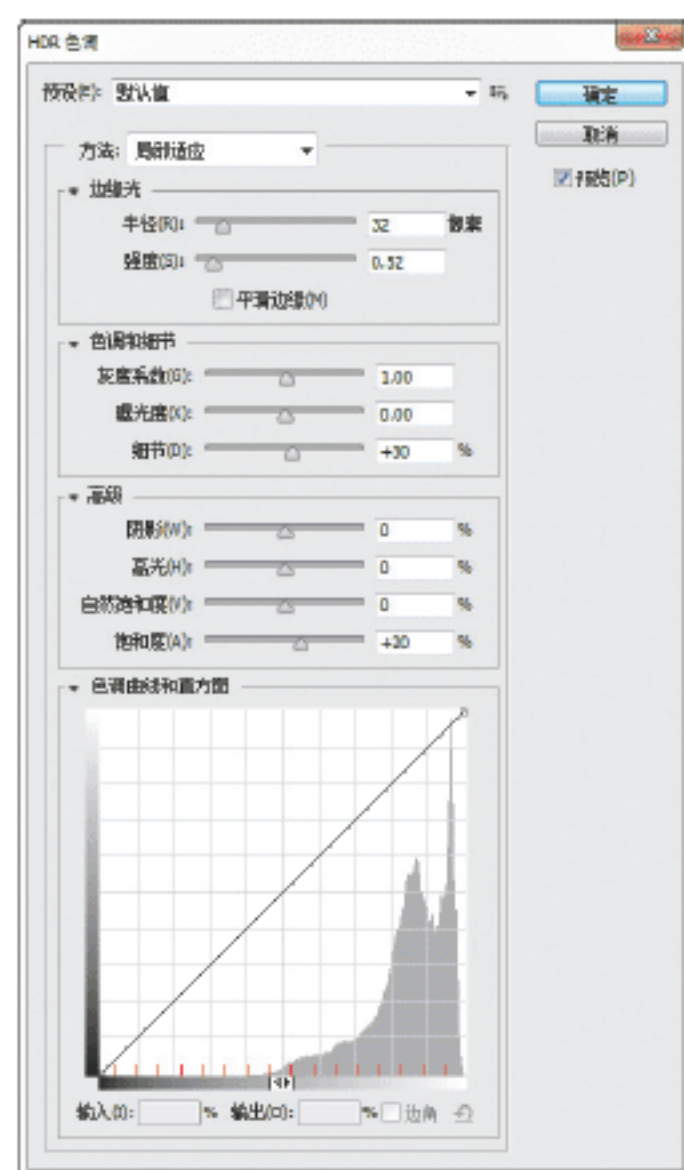 HDR 色调
预设(E): 默认值
确定
取消
预览(P)
方法: 局部适应
边缘光
半径(R): 32 像素
强度(S): 0.52
平滑边缘(M)
色调和细节
灰度系数(G): 1.00
曝光度(X): 0.00
细节(D): +30 %
高级
阴影(W): 0 %
高光(H): 0 %
自然饱和度(V): 0 %
饱和度(A): +20 %
色调曲线和直方图
输入(I): % 输出(O): % 边角